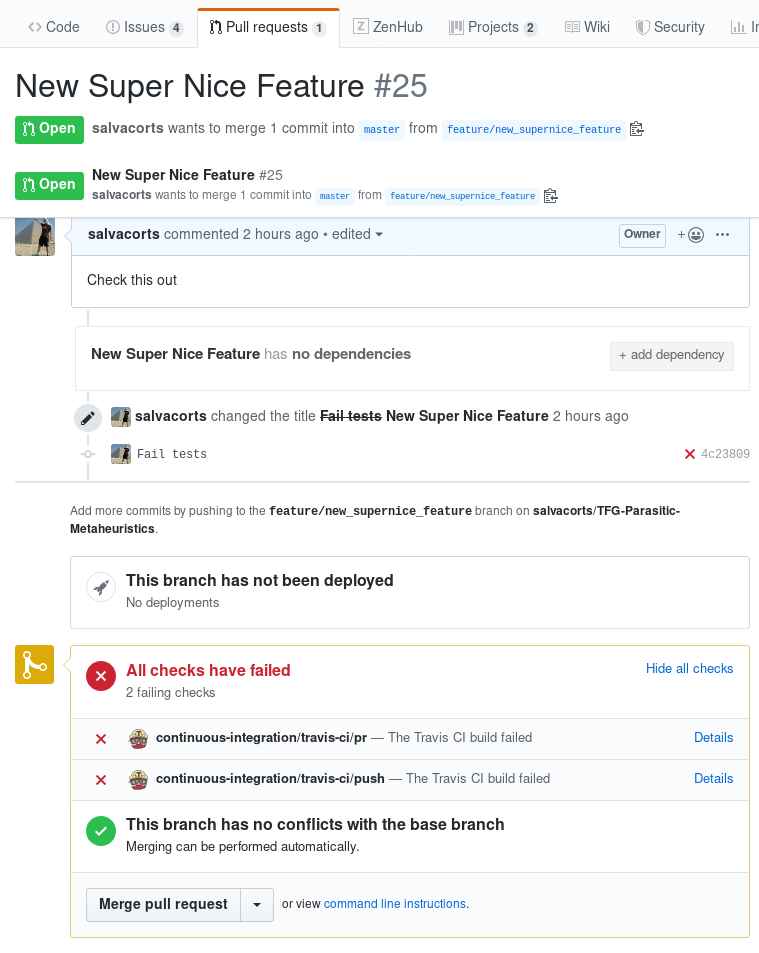 Code Issues 4 Pull requests 1 ZenHub Projects 2 Wiki Security
New Super Nice Feature #25
Open salvacorts wants to merge 1 commit into master from feature/new_supernice_feature
Open New Super Nice Feature #25
salvacorts wants to merge 1 commit into master from feature/new_supernice_feature
salvacorts commented 2 hours ago • edited Owner
Check this out
New Super Nice Feature has no dependencies + add dependency
salvacorts changed the title Fail tests New Super Nice Feature 2 hours ago
Fail tests 4c23809
Add more commits by pushing to the feature/new_supernice_feature branch on salvacorts/TFG-Parasitic-
Metaheuristics.
This branch has not been deployed
No deployments
All checks have failed Hide all checks
2 failing checks
continuous-integration/travis-ci/pr — The Travis CI build failed Details
continuous-integration/travis-ci/push — The Travis CI build failed Details
This branch has no conflicts with the base branch
Merging can be performed automatically.
Merge pull request or view command line instructions.